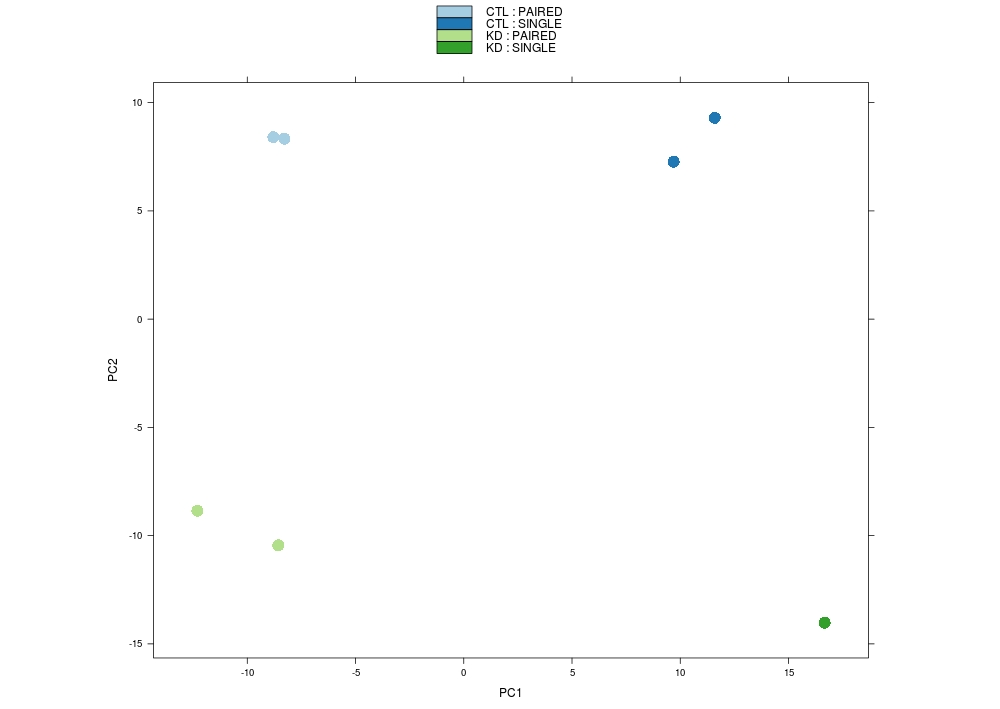 CTL : PAIRED
CTL : SINGLE
KD : PAIRED
KD : SINGLE
10
5
0
-5
-10
-15
PC2
-10
-5
0
5
10
15
PC1